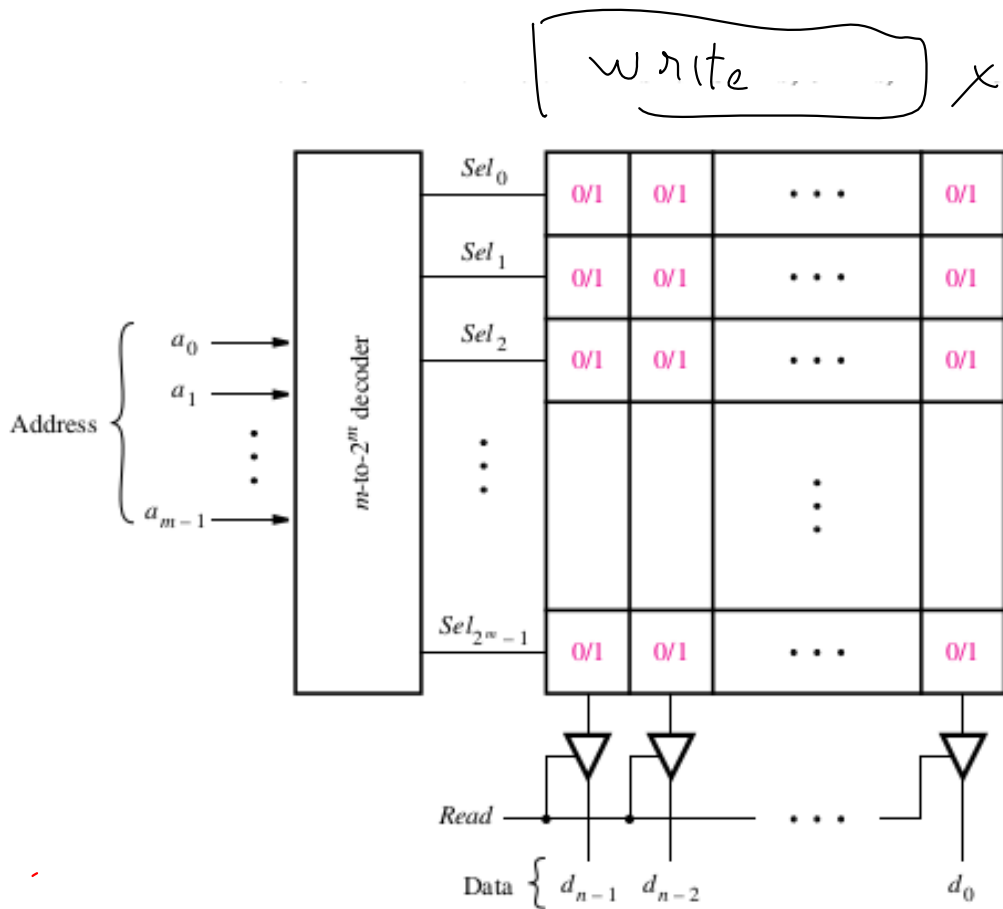 write x
Sel0
0/1 0/1 • • • 0/1
Sel1
0/1 0/1 • • • 0/1
Sel2
0/1 0/1 • • • 0/1
Address
a0
a1
am − 1
m-to-2^m decoder
Sel2^m − 1
0/1 0/1 • • • 0/1
Read • • •
Data { dn − 1 dn − 2 d0